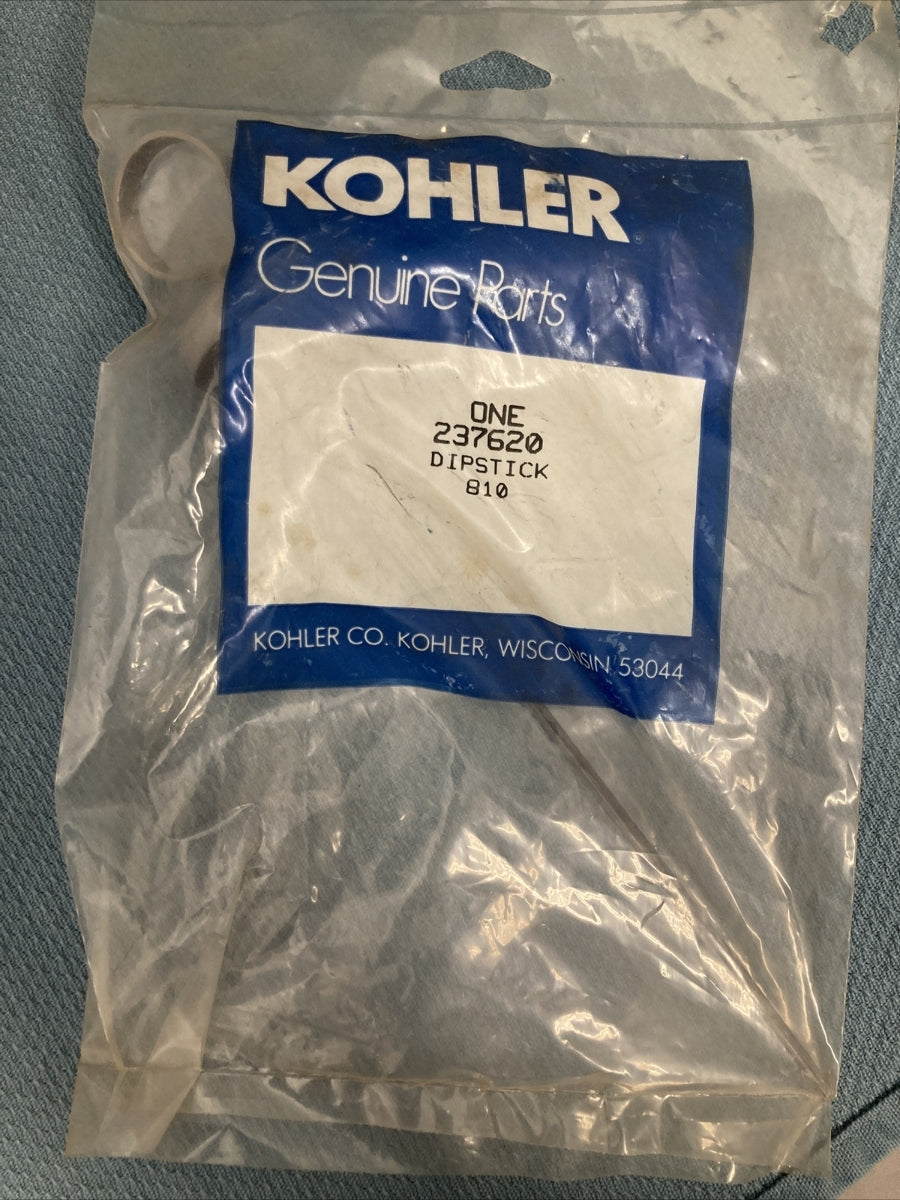 KOHLER
Genuine Parts
ONE
237620
DIPSTICK
810
KOHLER CO. KOHLER, WISCONSIN 53044